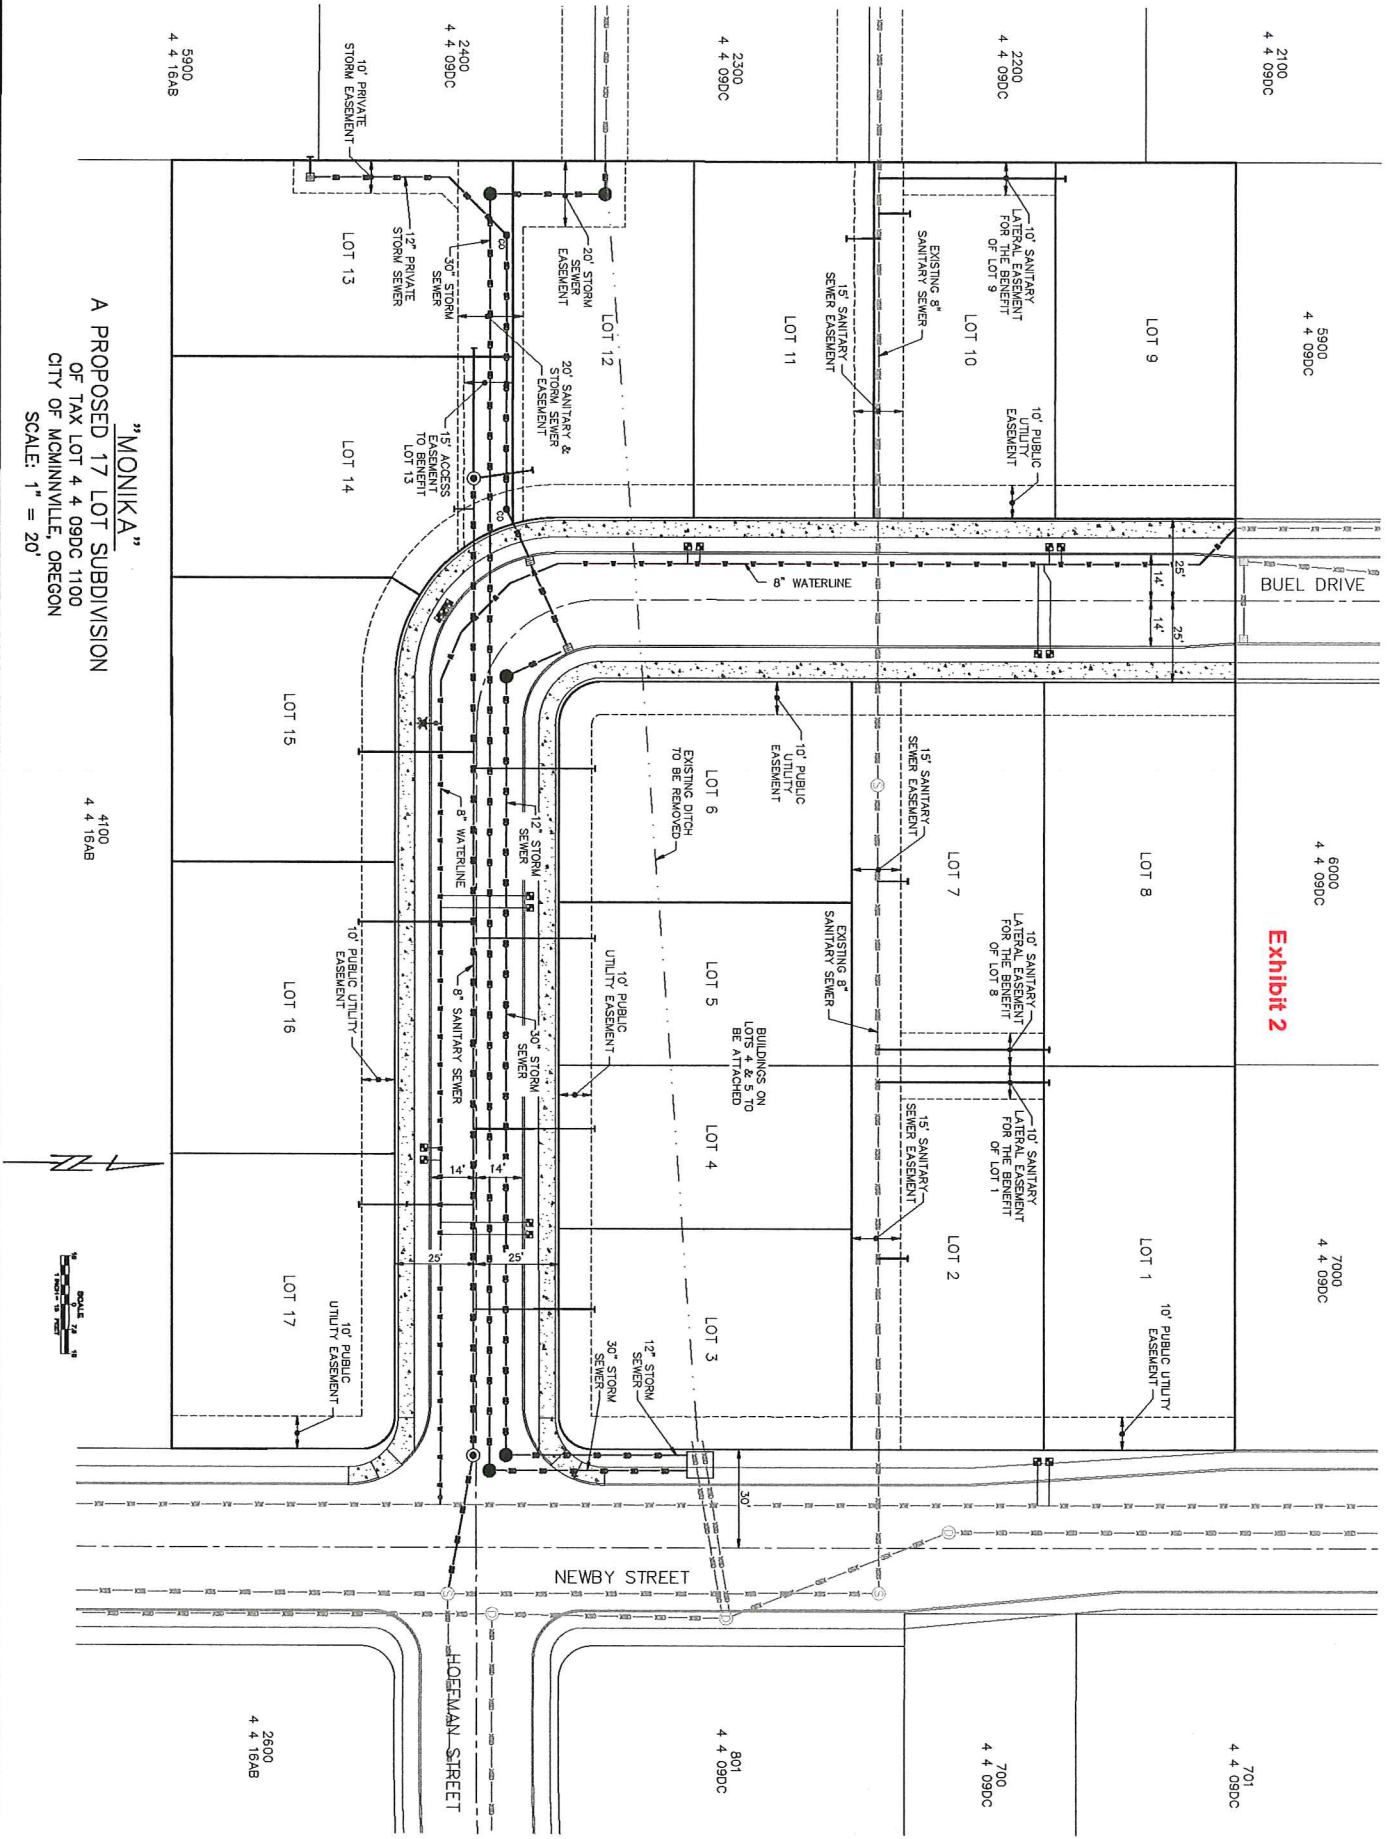 Exhibit 2
2100
4 4 09DC
5900
4 4 09DC
6000
4 4 09DC
7000
4 4 09DC
701
4 4 09DC
2200
4 4 09DC
700
4 4 09DC
2300
4 4 09DC
801
4 4 09DC
2400
4 4 09DC
2600
4 4 16AB
5900
4 4 16AB
4100
4 4 16AB
BUEL DRIVE
NEWBY STREET
HOFFMAN STREET
LOT 9
LOT 8
LOT 1
10' PUBLIC UTILITY
EASEMENT
10' SANITARY
LATERAL EASEMENT
FOR THE BENEFIT
OF LOT 9
10' PUBLIC
UTILITY
EASEMENT
10' SANITARY
LATERAL EASEMENT
FOR THE BENEFIT
OF LOT 8
10' SANITARY
LATERAL EASEMENT
FOR THE BENEFIT
OF LOT 1
LOT 10
LOT 7
LOT 2
EXISTING 8"
SANITARY SEWER
15' SANITARY
SEWER EASEMENT
15' SANITARY
SEWER EASEMENT
15' SANITARY
SEWER EASEMENT
EXISTING 8"
SANITARY SEWER
25'
25'
14'
14'
8" WATERLINE
LOT 11
10' PUBLIC
UTILITY
EASEMENT
BUILDINGS ON
LOTS 4 & 5 TO
BE ATTACHED
30'
LOT 6
LOT 5
LOT 4
LOT 3
EXISTING DITCH
TO BE REMOVED
12" STORM
SEWER
30" STORM
SEWER
10' PUBLIC
UTILITY EASEMENT
LOT 12
20' STORM
SEWER
EASEMENT
20' SANITARY &
STORM SEWER
EASEMENT
12" STORM
SEWER
30" STORM
SEWER
CO
CO
30" STORM
SEWER
15' ACCESS
EASEMENT
TO BENEFIT
LOT 13
12" PRIVATE
STORM SEWER
10' PRIVATE
STORM EASEMENT
8" WATERLINE
8" SANITARY SEWER
14'
14'
25'
25'
LOT 13
LOT 14
LOT 15
LOT 16
LOT 17
10' PUBLIC UTILITY
EASEMENT
10' PUBLIC
UTILITY EASEMENT
"MONIKA"
A PROPOSED 17 LOT SUBDIVISION
OF TAX LOT 4 4 09DC 1100
CITY OF MCMINNVILLE, OREGON
SCALE: 1" = 20'
SCALE